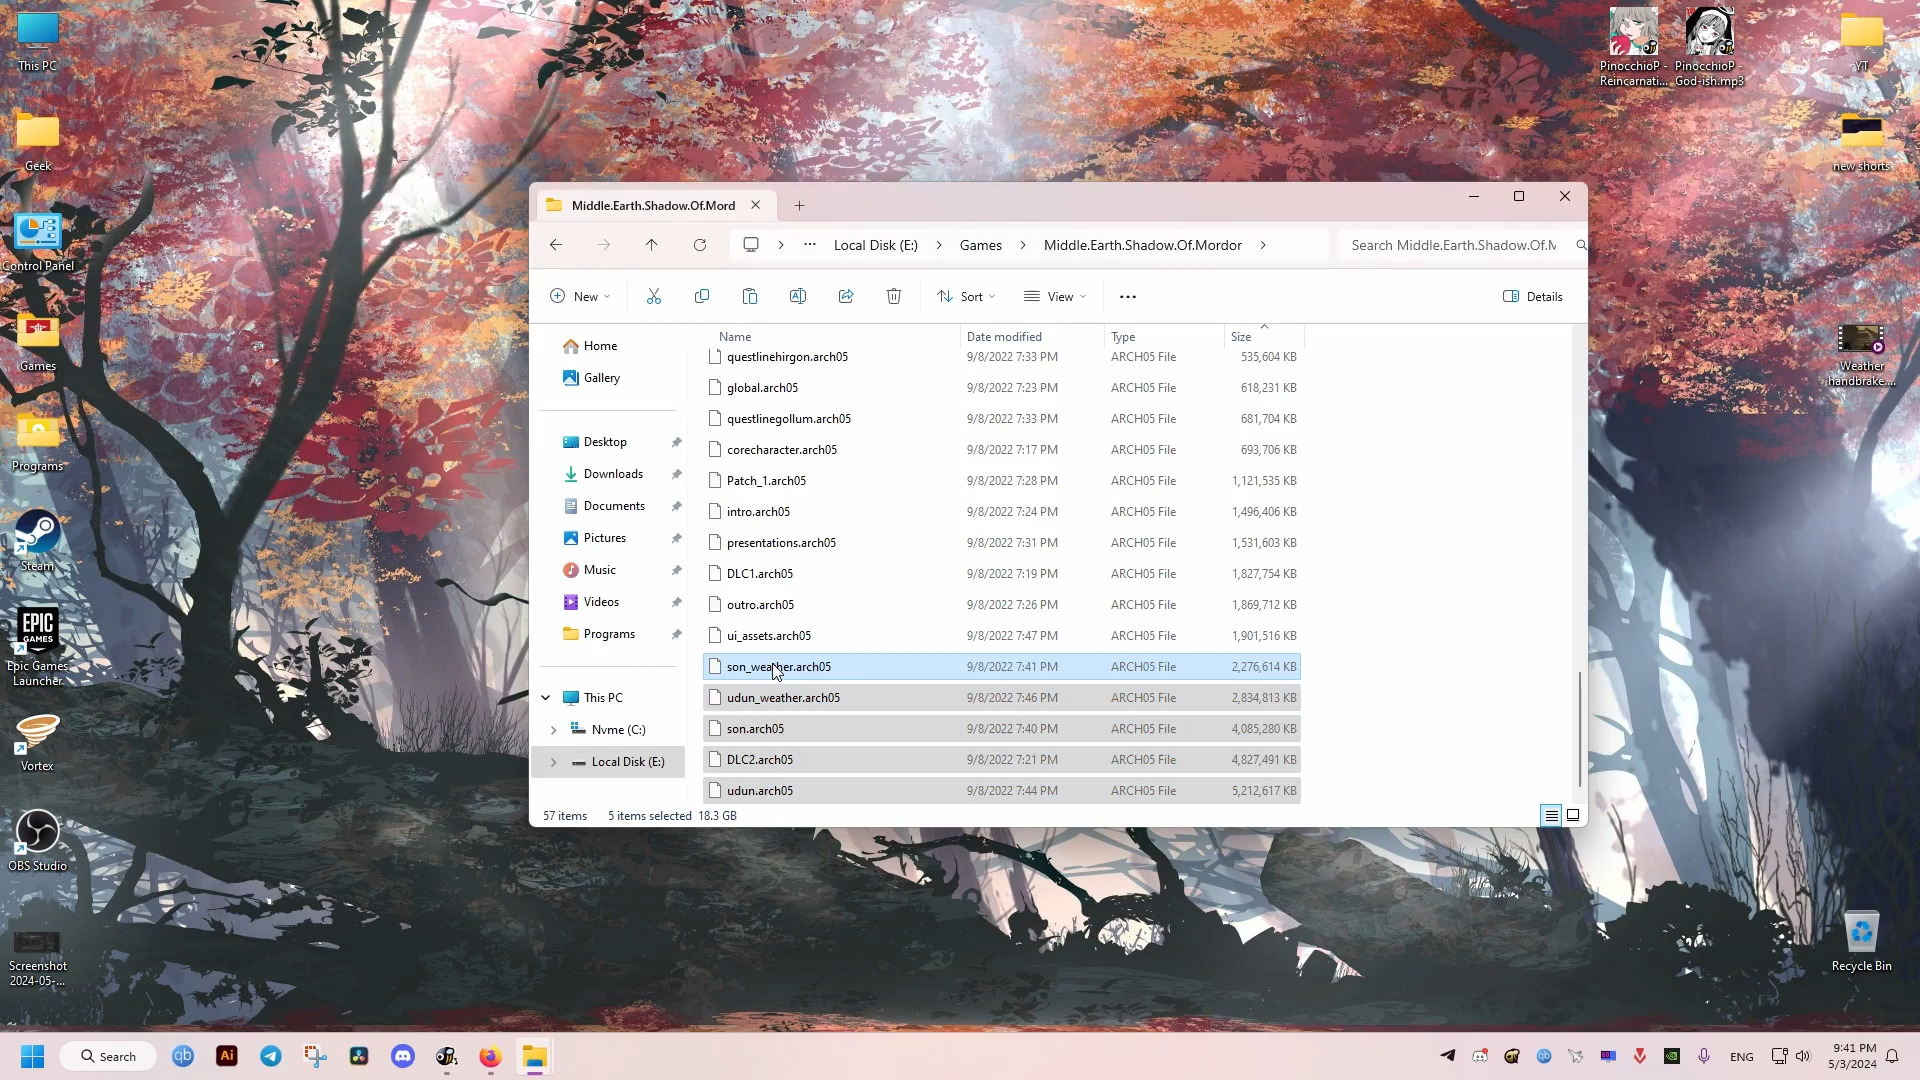 This PC
Geek
Control Panel
Games
Programs
Steam
EPIC
GAMES
Epic Games
Launcher
Vortex
OBS Studio
Screenshot
2024-05-...
PinocchioP -
Reincarnati...
PinocchioP -
God-ish.mp3
YT
new shorts
Weather
handbrake....
Recycle Bin
Middle.Earth.Shadow.Of.Mord
Local Disk (E:)
Games
Middle.Earth.Shadow.Of.Mordor
Search Middle.Earth.Shadow.Of.M
New
Sort
View
Details
Home
Gallery
Desktop
Downloads
Documents
Pictures
Music
Videos
Programs
This PC
Nvme (C:)
Local Disk (E:)
Name Date modified Type Size
questlinehirgon.arch05 9/8/2022 7:33 PM ARCH05 File 535,604 KB
global.arch05 9/8/2022 7:23 PM ARCH05 File 618,231 KB
questlinegollum.arch05 9/8/2022 7:33 PM ARCH05 File 681,704 KB
corecharacter.arch05 9/8/2022 7:17 PM ARCH05 File 693,706 KB
Patch_1.arch05 9/8/2022 7:28 PM ARCH05 File 1,121,535 KB
intro.arch05 9/8/2022 7:24 PM ARCH05 File 1,496,406 KB
presentations.arch05 9/8/2022 7:31 PM ARCH05 File 1,531,603 KB
DLC1.arch05 9/8/2022 7:19 PM ARCH05 File 1,827,754 KB
outro.arch05 9/8/2022 7:26 PM ARCH05 File 1,869,712 KB
ui_assets.arch05 9/8/2022 7:47 PM ARCH05 File 1,901,516 KB
son_weather.arch05 9/8/2022 7:41 PM ARCH05 File 2,276,614 KB
udun_weather.arch05 9/8/2022 7:46 PM ARCH05 File 2,834,813 KB
son.arch05 9/8/2022 7:40 PM ARCH05 File 4,085,280 KB
DLC2.arch05 9/8/2022 7:21 PM ARCH05 File 4,827,491 KB
udun.arch05 9/8/2022 7:44 PM ARCH05 File 5,212,617 KB
57 items 5 items selected 18.3 GB
Search
qb
Ai
qb
ENG
9:41 PM
5/3/2024